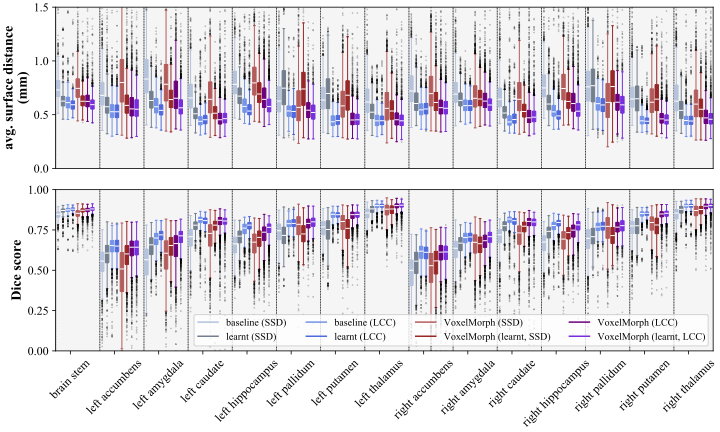 avg. surface distance
(mm)
1.5
1.0
0.5
0.0
Dice score
1.00
0.75
0.50
0.25
0.00
baseline (SSD)
learnt (SSD)
baseline (LCC)
learnt (LCC)
VoxelMorph (SSD)
VoxelMorph (learnt, SSD)
VoxelMorph (LCC)
VoxelMorph (learnt, LCC)
brain stem
left accumbens
left amygdala
left caudate
left hippocampus
left pallidum
left putamen
left thalamus
right accumbens
right amygdala
right caudate
right hippocampus
right pallidum
right putamen
right thalamus